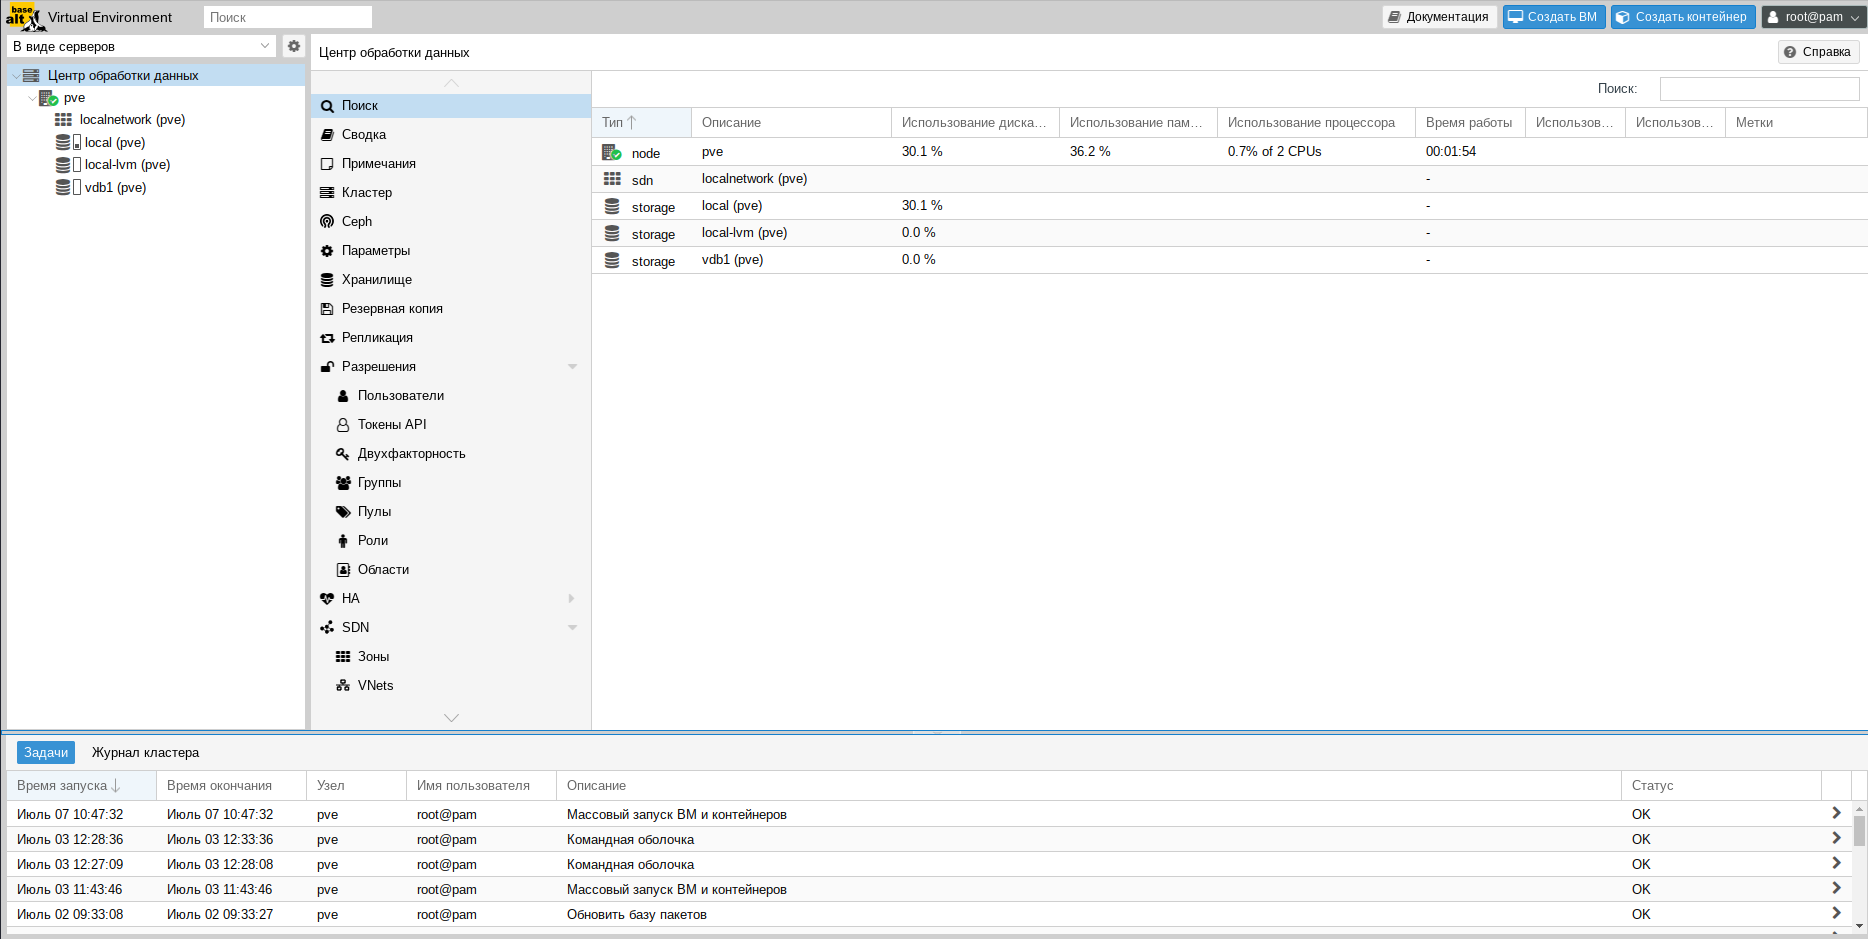 base alt Virtual Environment Поиск Документация Создать ВМ Создать контейнер root@pam
В виде серверов
Центр обработки данных
pve
localnetwork (pve)
local (pve)
local-lvm (pve)
vdb1 (pve)
Центр обработки данных Справка
Поиск
Сводка
Примечания
Кластер
Ceph
Параметры
Хранилище
Резервная копия
Репликация
Разрешения
Пользователи
Токены API
Двухфакторность
Группы
Пулы
Роли
Области
HA
SDN
Зоны
VNets
Поиск:
Тип Описание Использование диска… Использование пам… Использование процессора Время работы Использов… Использов… Метки
node pve 30.1 % 36.2 % 0.7% of 2 CPUs 00:01:54
sdn localnetwork (pve) -
storage local (pve) 30.1 % -
storage local-lvm (pve) 0.0 % -
storage vdb1 (pve) 0.0 % -
Задачи Журнал кластера
Время запуска Время окончания Узел Имя пользователя Описание Статус
Июль 07 10:47:32 Июль 07 10:47:32 pve root@pam Массовый запуск ВМ и контейнеров OK
Июль 03 12:28:36 Июль 03 12:33:36 pve root@pam Командная оболочка OK
Июль 03 12:27:09 Июль 03 12:28:08 pve root@pam Командная оболочка OK
Июль 03 11:43:46 Июль 03 11:43:46 pve root@pam Массовый запуск ВМ и контейнеров OK
Июль 02 09:33:08 Июль 02 09:33:27 pve root@pam Обновить базу пакетов OK